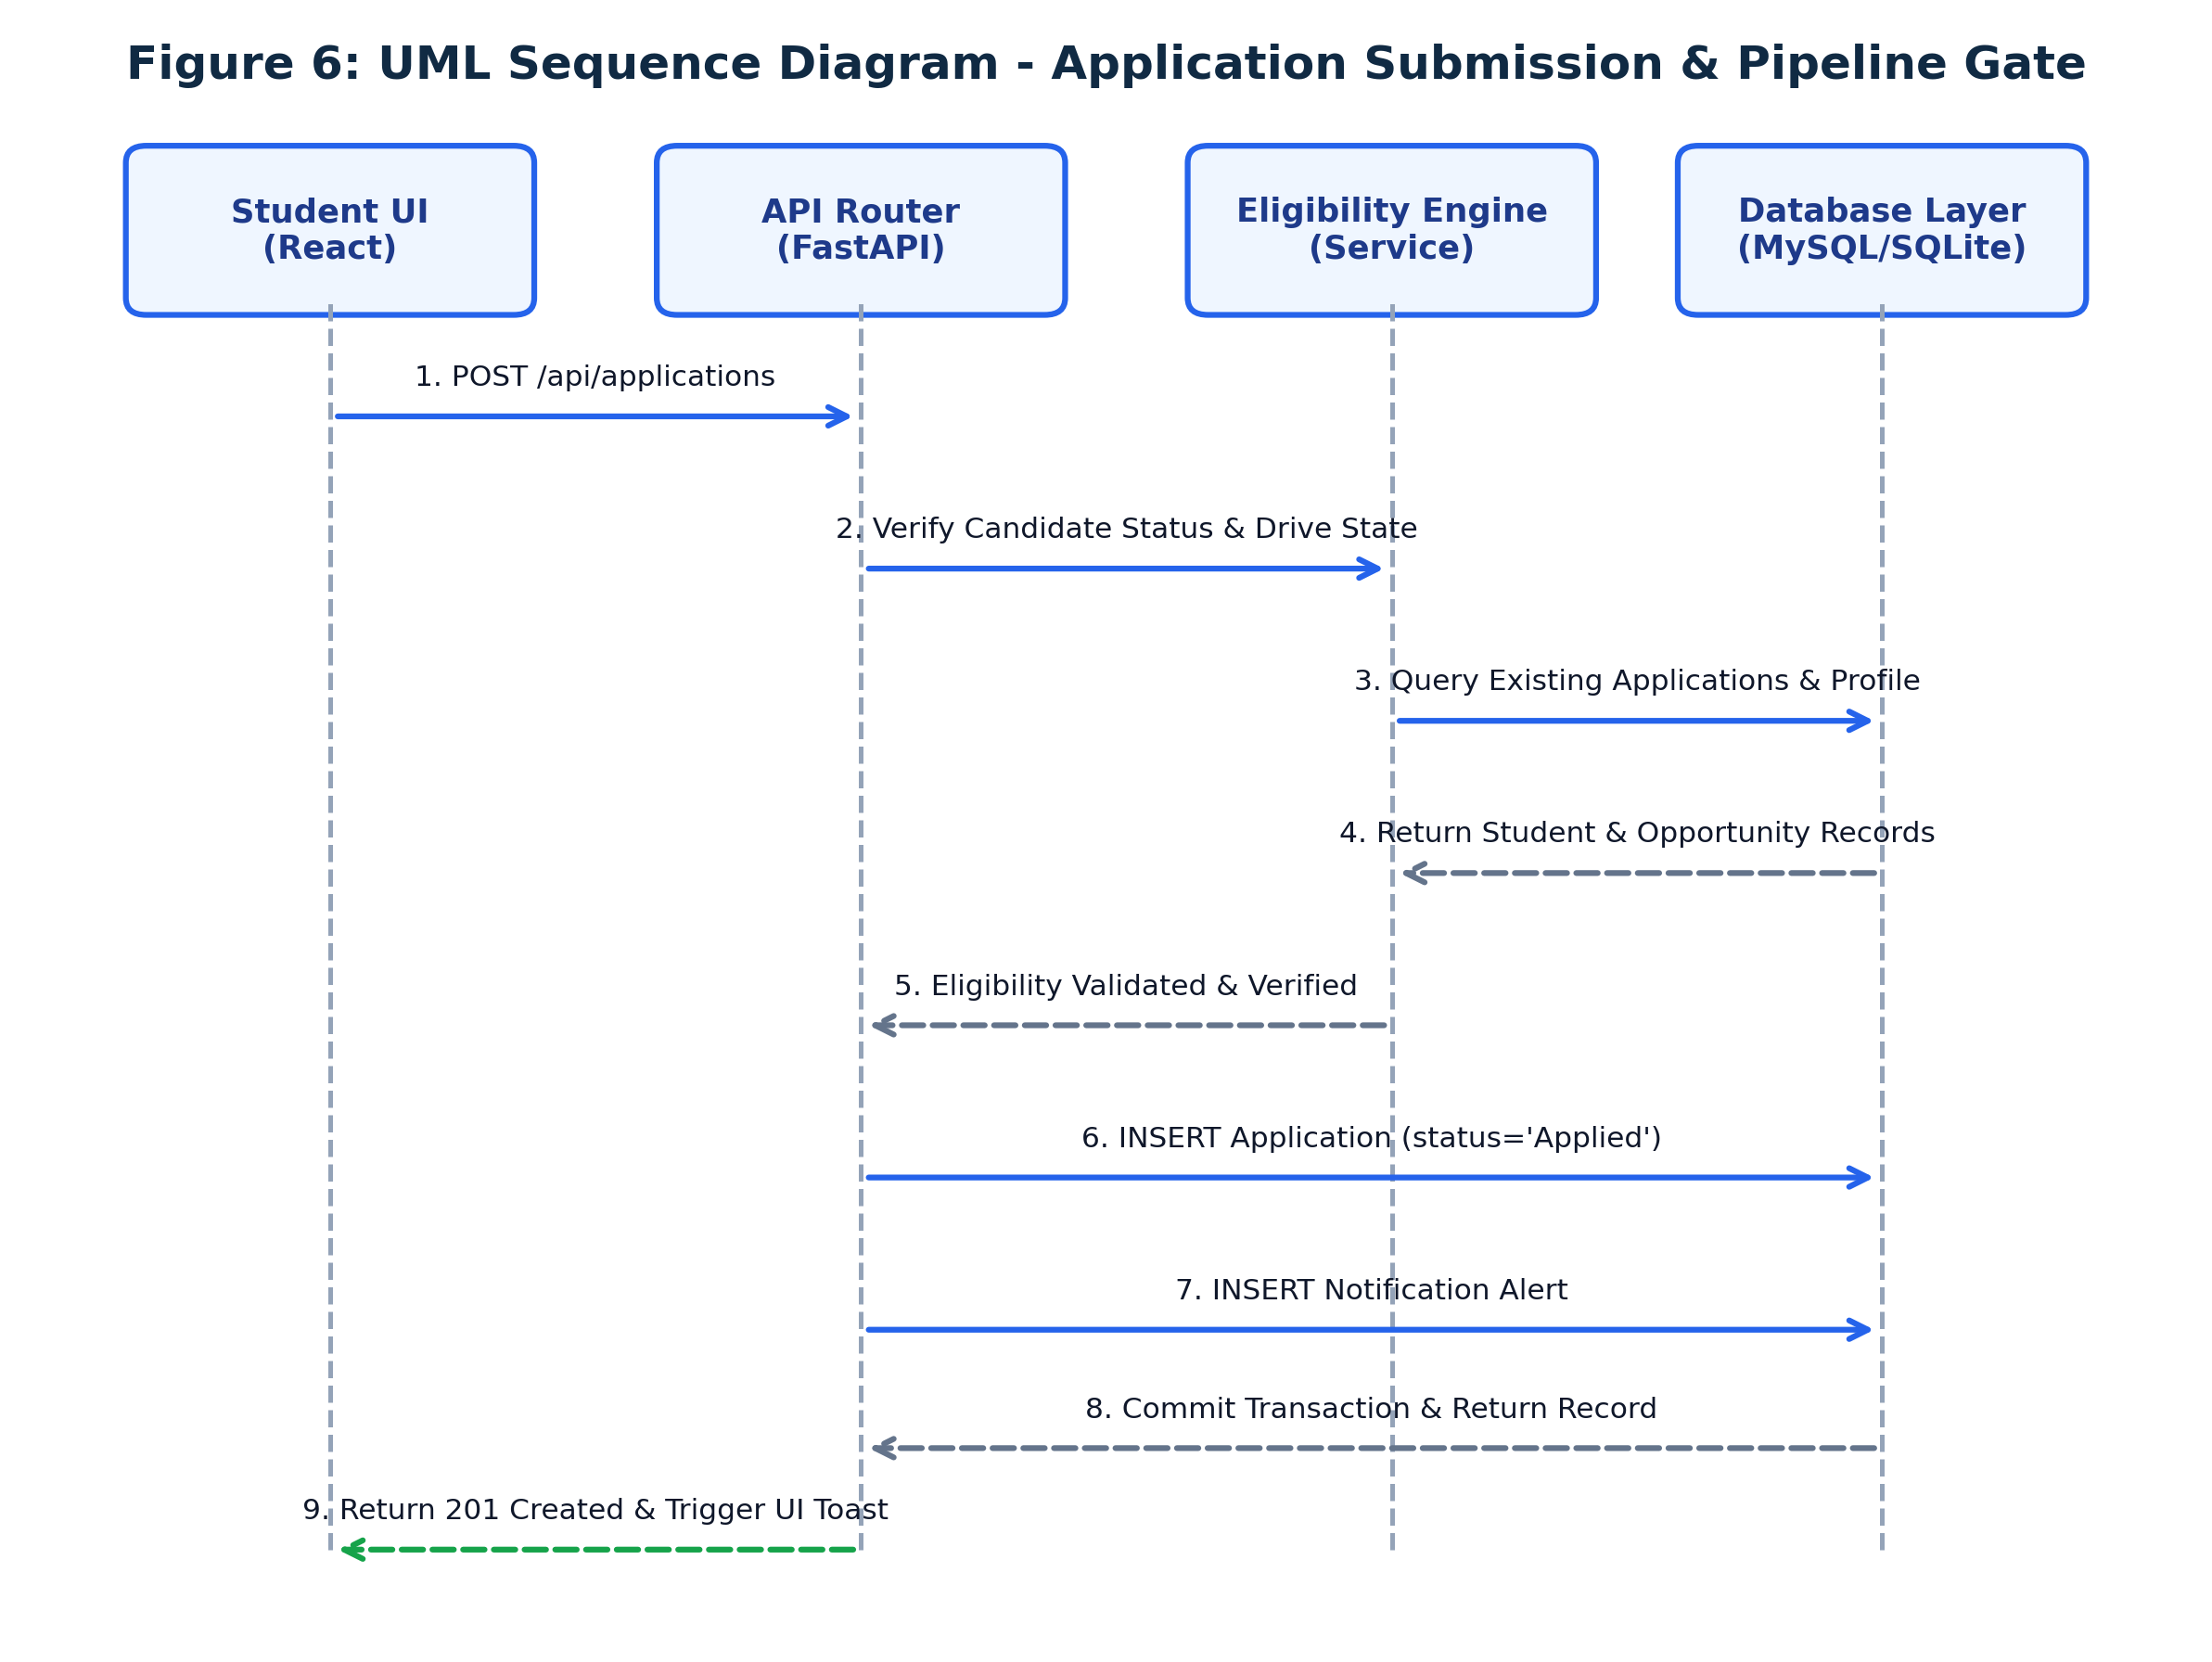 Figure 6: UML Sequence Diagram - Application Submission & Pipeline Gate
Student UI
(React)
API Router
(FastAPI)
Eligibility Engine
(Service)
Database Layer
(MySQL/SQLite)
1. POST /api/applications
2. Verify Candidate Status & Drive State
3. Query Existing Applications & Profile
4. Return Student & Opportunity Records
5. Eligibility Validated & Verified
6. INSERT Application (status='Applied')
7. INSERT Notification Alert
8. Commit Transaction & Return Record
9. Return 201 Created & Trigger UI Toast